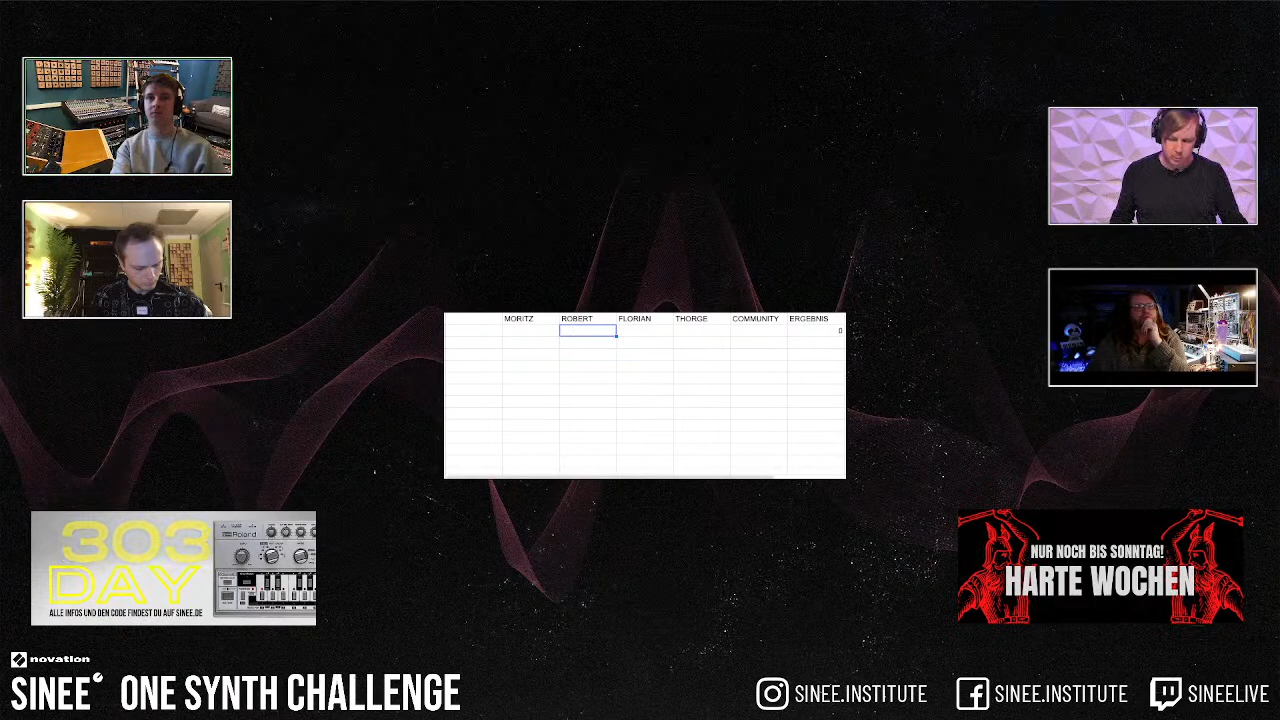 MORITZ ROBERT FLORIAN THORGE COMMUNITY ERGEBNIS
0
303
DAY
ALLE INFOS UND DEN CODE FINDEST DU AUF SINEE.DE
Roland
NUR NOCH BIS SONNTAG!
HARTE WOCHEN
novation
SINEE ONE SYNTH CHALLENGE
SINEE.INSTITUTE
SINEE.INSTITUTE
SINEELIVE